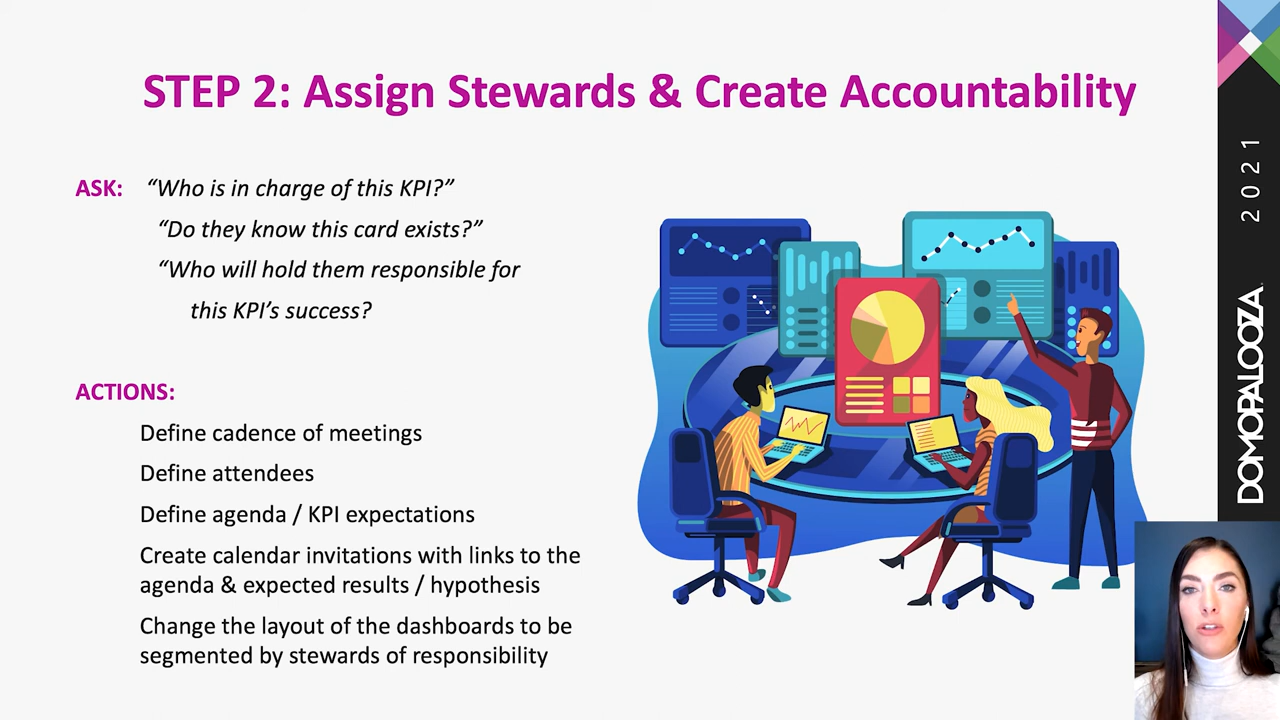 STEP 2: Assign Stewards & Create Accountability
ASK: “Who is in charge of this KPI?”
“Do they know this card exists?”
“Who will hold them responsible for
this KPI’s success?
ACTIONS:
Define cadence of meetings
Define attendees
Define agenda / KPI expectations
Create calendar invitations with links to the
agenda & expected results / hypothesis
Change the layout of the dashboards to be
segmented by stewards of responsibility
DOMOPALOOZA 2021